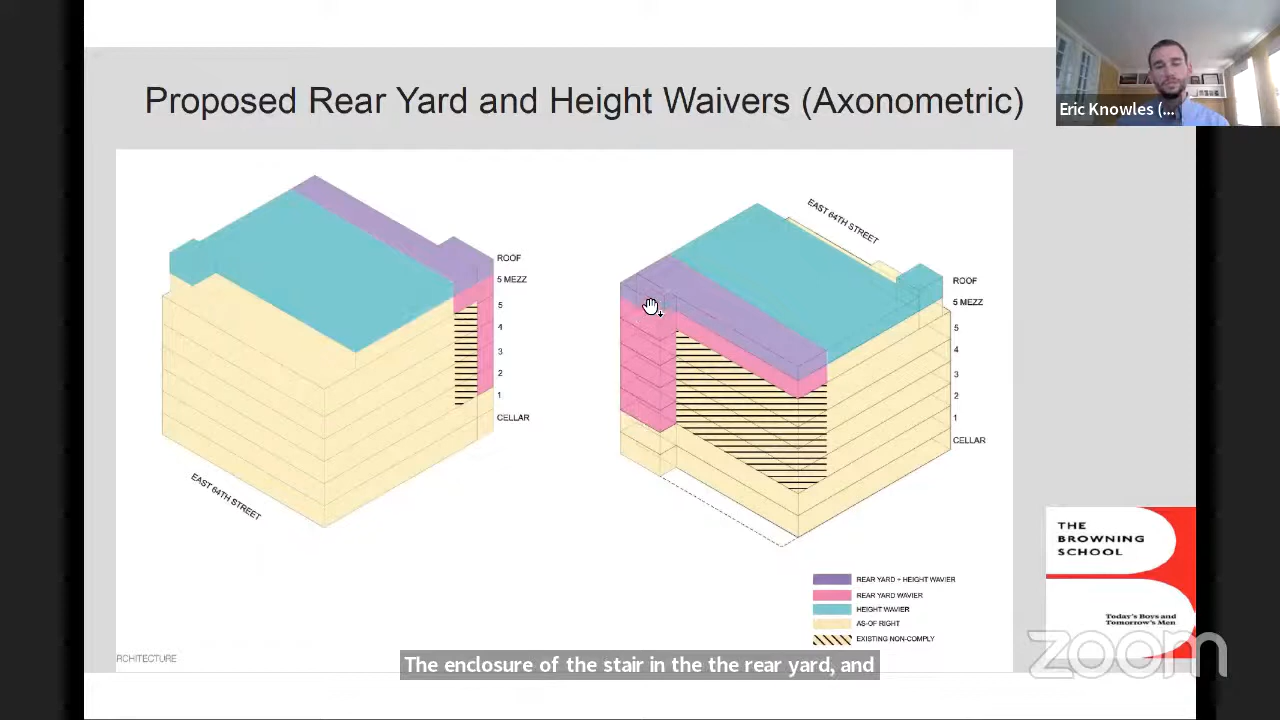 Proposed Rear Yard and Height Waivers (Axonometric)
Eric Knowles (...
ROOF
5 MEZZ
5
4
3
2
1
CELLAR
EAST 64TH STREET
EAST 64TH STREET
ROOF
5 MEZZ
5
4
3
2
1
CELLAR
REAR YARD + HEIGHT WAVIER
REAR YARD WAVIER
HEIGHT WAVIER
AS-OF RIGHT
EXISTING NON-COMPLY
THE
BROWNING
SCHOOL
Today's Boys and
Tomorrow's Men
RCHITECTURE
The enclosure of the stair in the the rear yard, and
zoom